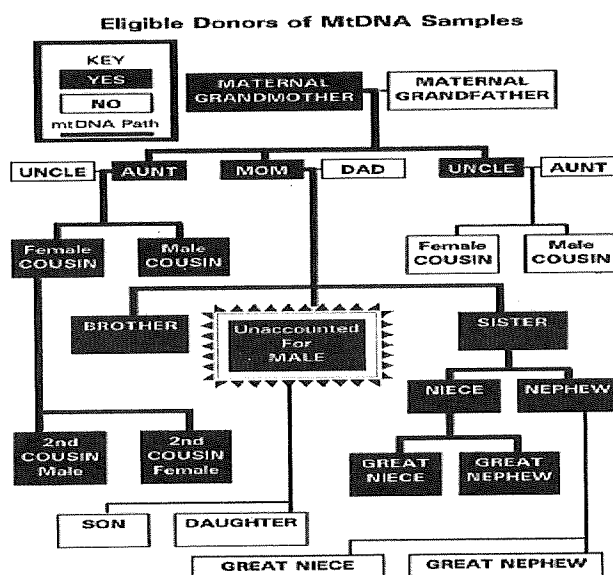 Eligible Donors of MtDNA Samples
KEY
YES
NO
mtDNA Path
MATERNAL
GRANDMOTHER
MATERNAL
GRANDFATHER
UNCLE
AUNT
MOM
DAD
UNCLE
AUNT
Female
COUSIN
Male
COUSIN
Female
COUSIN
Male
COUSIN
BROTHER
Unaccounted
For
MALE
SISTER
NIECE
NEPHEW
2nd
COUSIN
Male
2nd
COUSIN
Female
GREAT
NIECE
GREAT
NEPHEW
SON
DAUGHTER
GREAT NIECE
GREAT NEPHEW